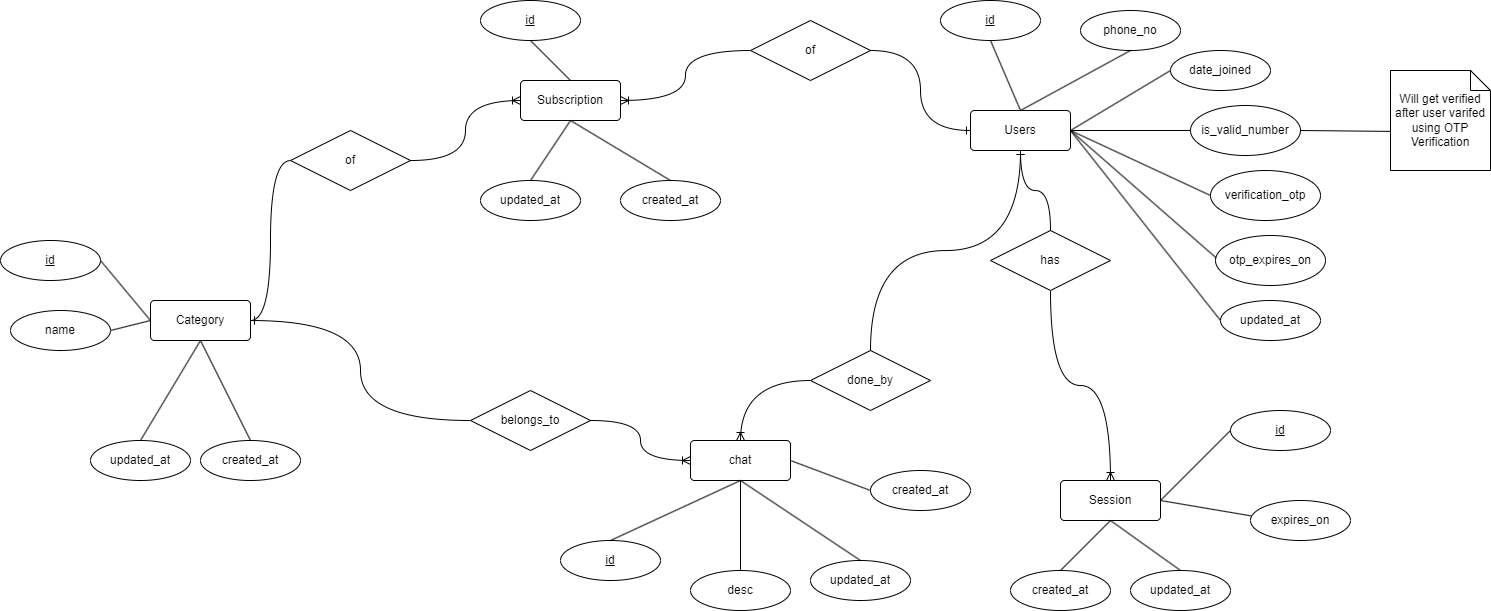 id
id
phone_no
of
date_joined
Subscription
Users
is_valid_number
Will get verified
after user varifed
using OTP
Verification
of
updated_at
created_at
verification_otp
id
has
otp_expires_on
Category
name
updated_at
done_by
belongs_to
id
updated_at
created_at
chat
created_at
Session
expires_on
id
desc
updated_at
created_at
updated_at